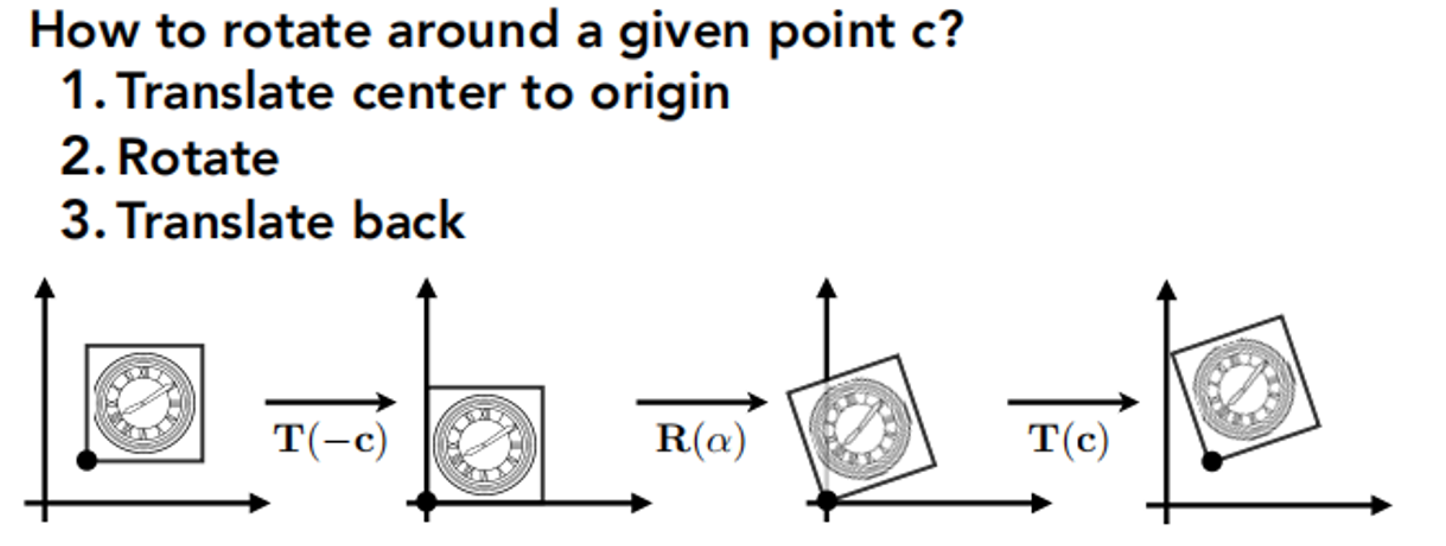 How to rotate around a given point c?
1. Translate center to origin
2. Rotate
3. Translate back
T(−c)
R(α)
T(c)